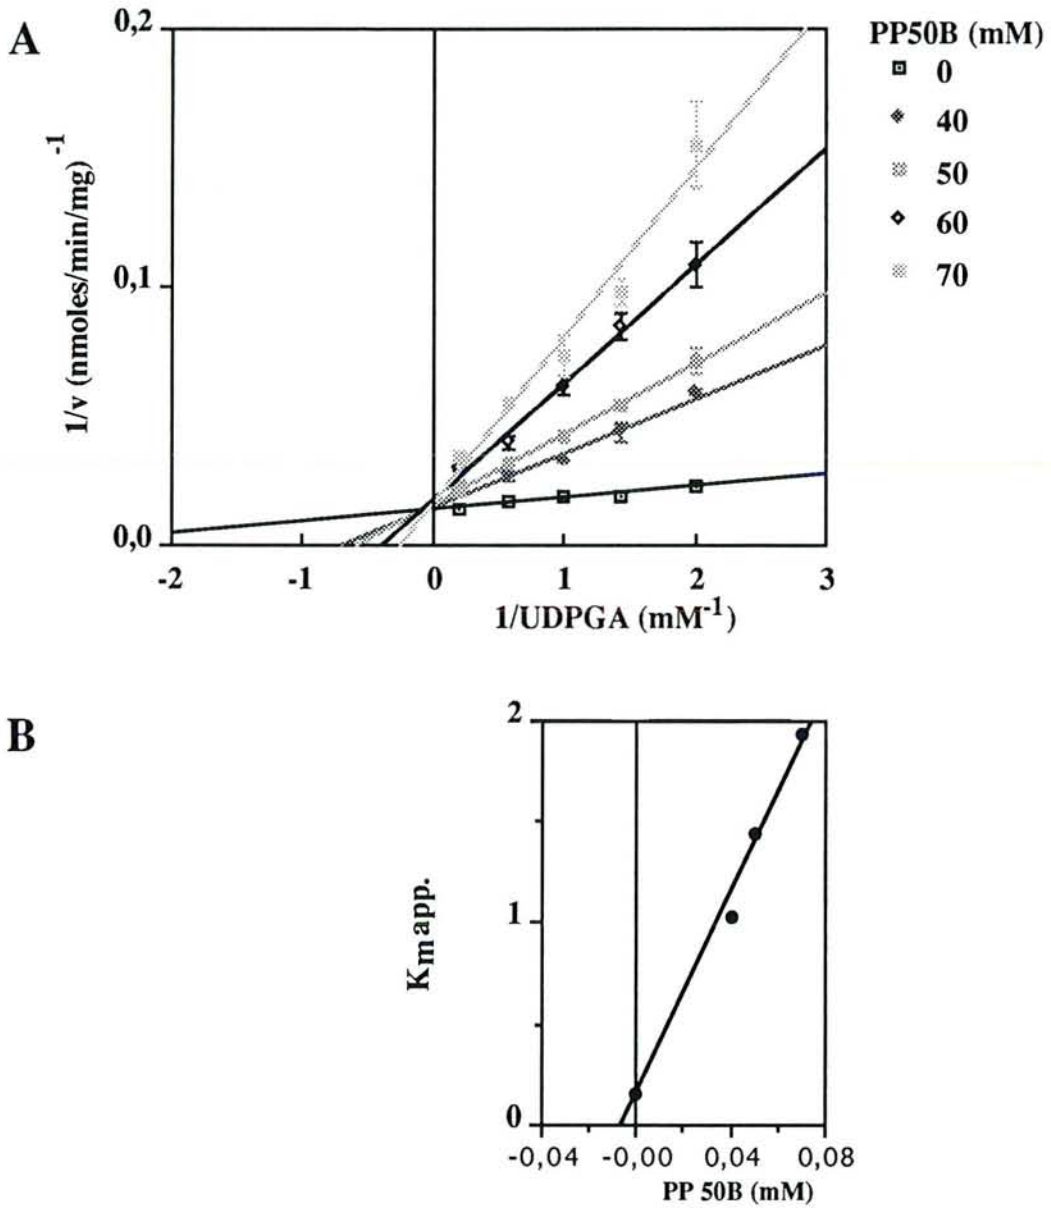 A
0,2
0,1
0,0
1/v (nmoles/min/mg)⁻¹
-2 -1 0 1 2 3
1/UDPGA (mM⁻¹)
PP50B (mM)
0
40
50
60
70
B
2
1
0
Km app.
-0,04 -0,00 0,04 0,08
PP 50B (mM)